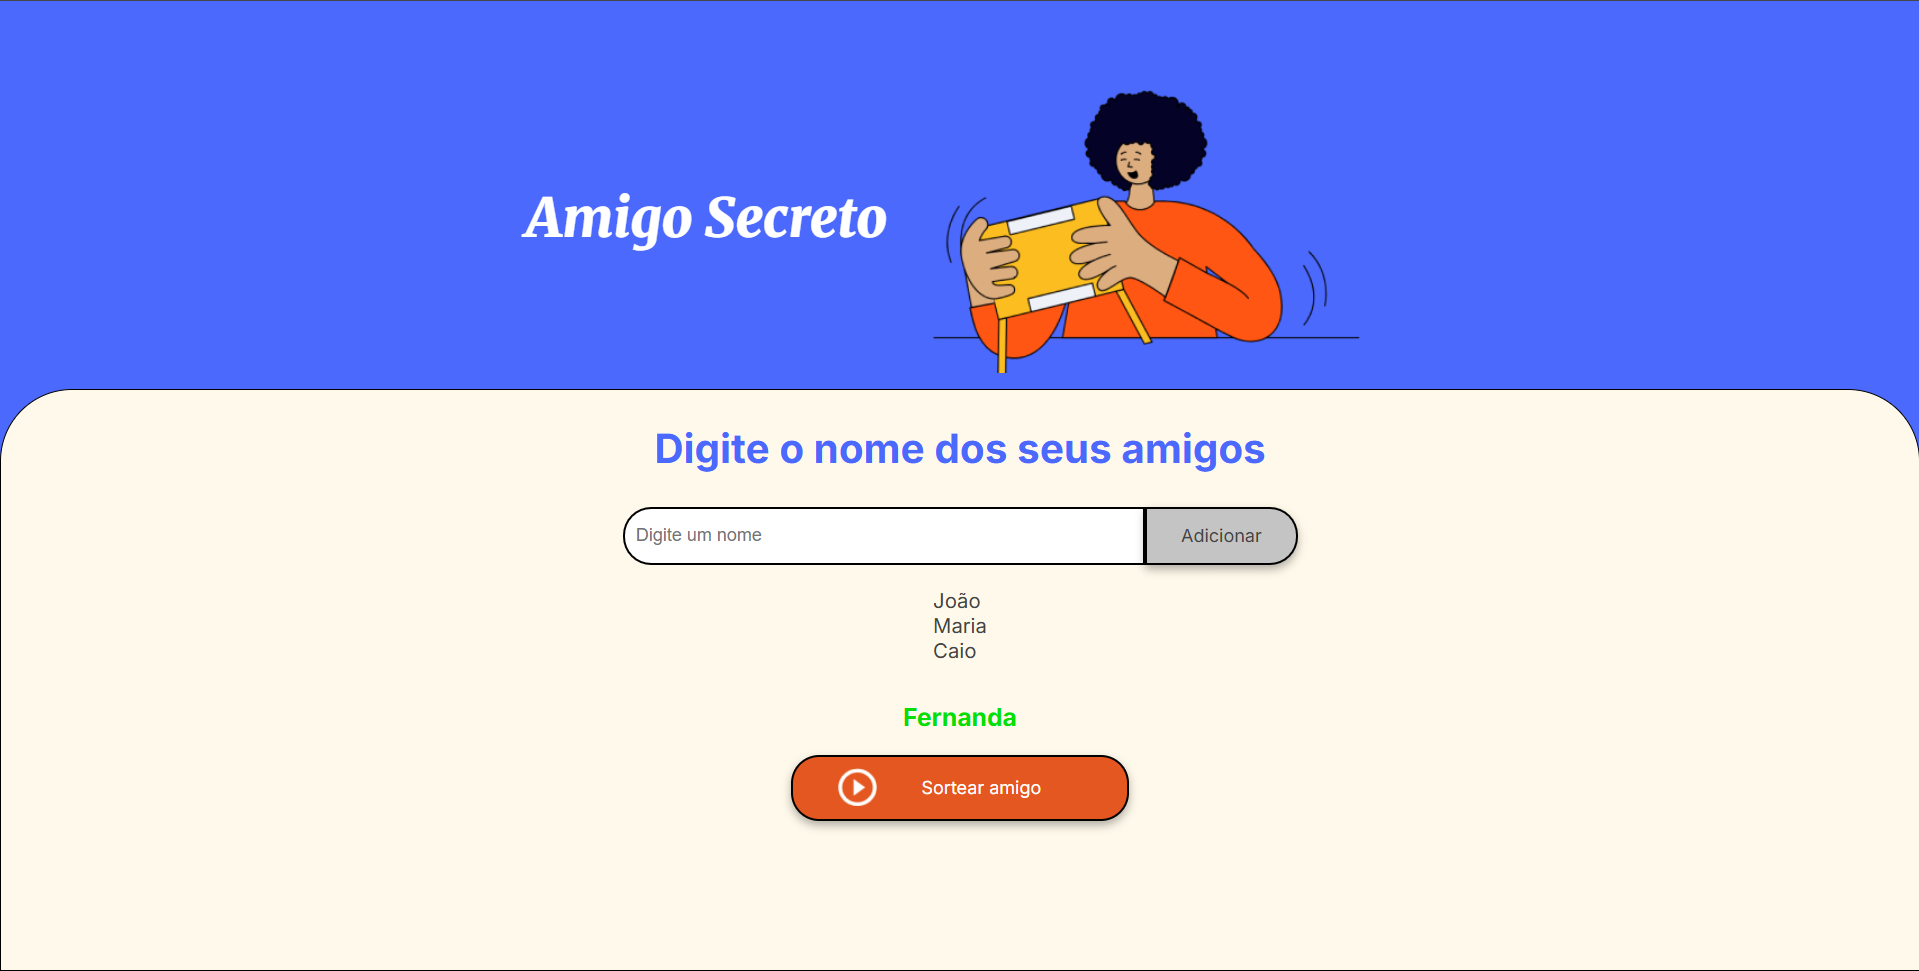 Amigo Secreto
Digite o nome dos seus amigos
Digite um nome
Adicionar
João
Maria
Caio
Fernanda
Sortear amigo